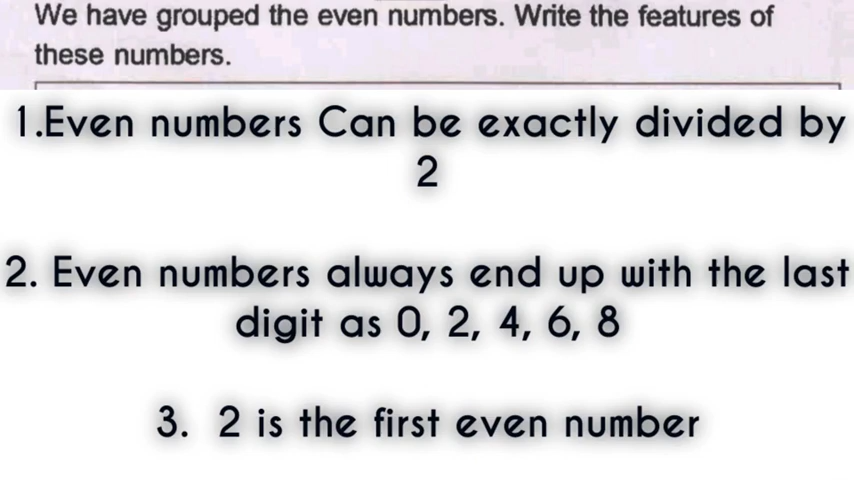 We have grouped the even numbers. Write the features of
these numbers.
1.Even numbers Can be exactly divided by
2
2. Even numbers always end up with the last
digit as 0, 2, 4, 6, 8
3. 2 is the first even number